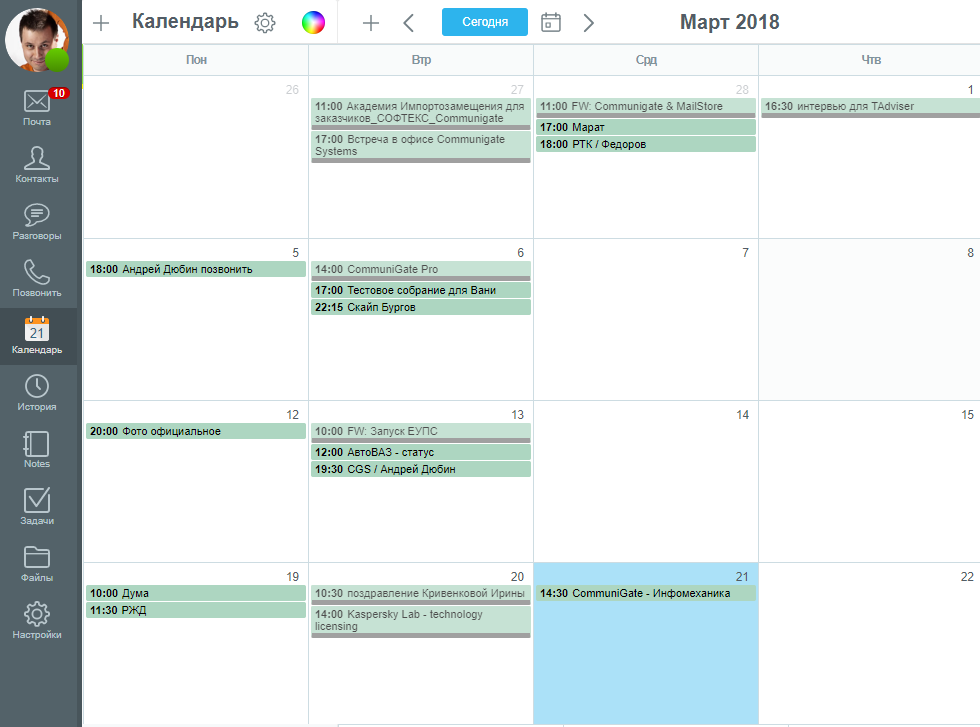 Календарь
Сегодня
Март 2018
10
Почта
Контакты
Разговоры
Позвонить
21
Календарь
История
Notes
Задачи
Файлы
Настройки
Пон
Втр
Срд
Чтв
26
27
11:00 Академия Импортозамещения для
заказчиков_СОФТЕКС_Communigate
17:00 Встреча в офисе Communigate
Systems
28
11:00 FW: Communigate & MailStore
17:00 Марат
18:00 РТК / Федоров
1
16:30 интервью для TAdviser
5
18:00 Андрей Дюбин позвонить
6
14:00 CommuniGate Pro
17:00 Тестовое собрание для Вани
22:15 Скайп Бургов
7
8
12
20:00 Фото официальное
13
10:00 FW: Запуск ЕУПС
12:00 АвтоВАЗ - статус
19:30 CGS / Андрей Дюбин
14
15
19
10:00 Дума
11:30 РЖД
20
10:30 поздравление Кривенковой Ирины
14:00 Kaspersky Lab - technology
licensing
21
14:30 CommuniGate - Инфомеханика
22